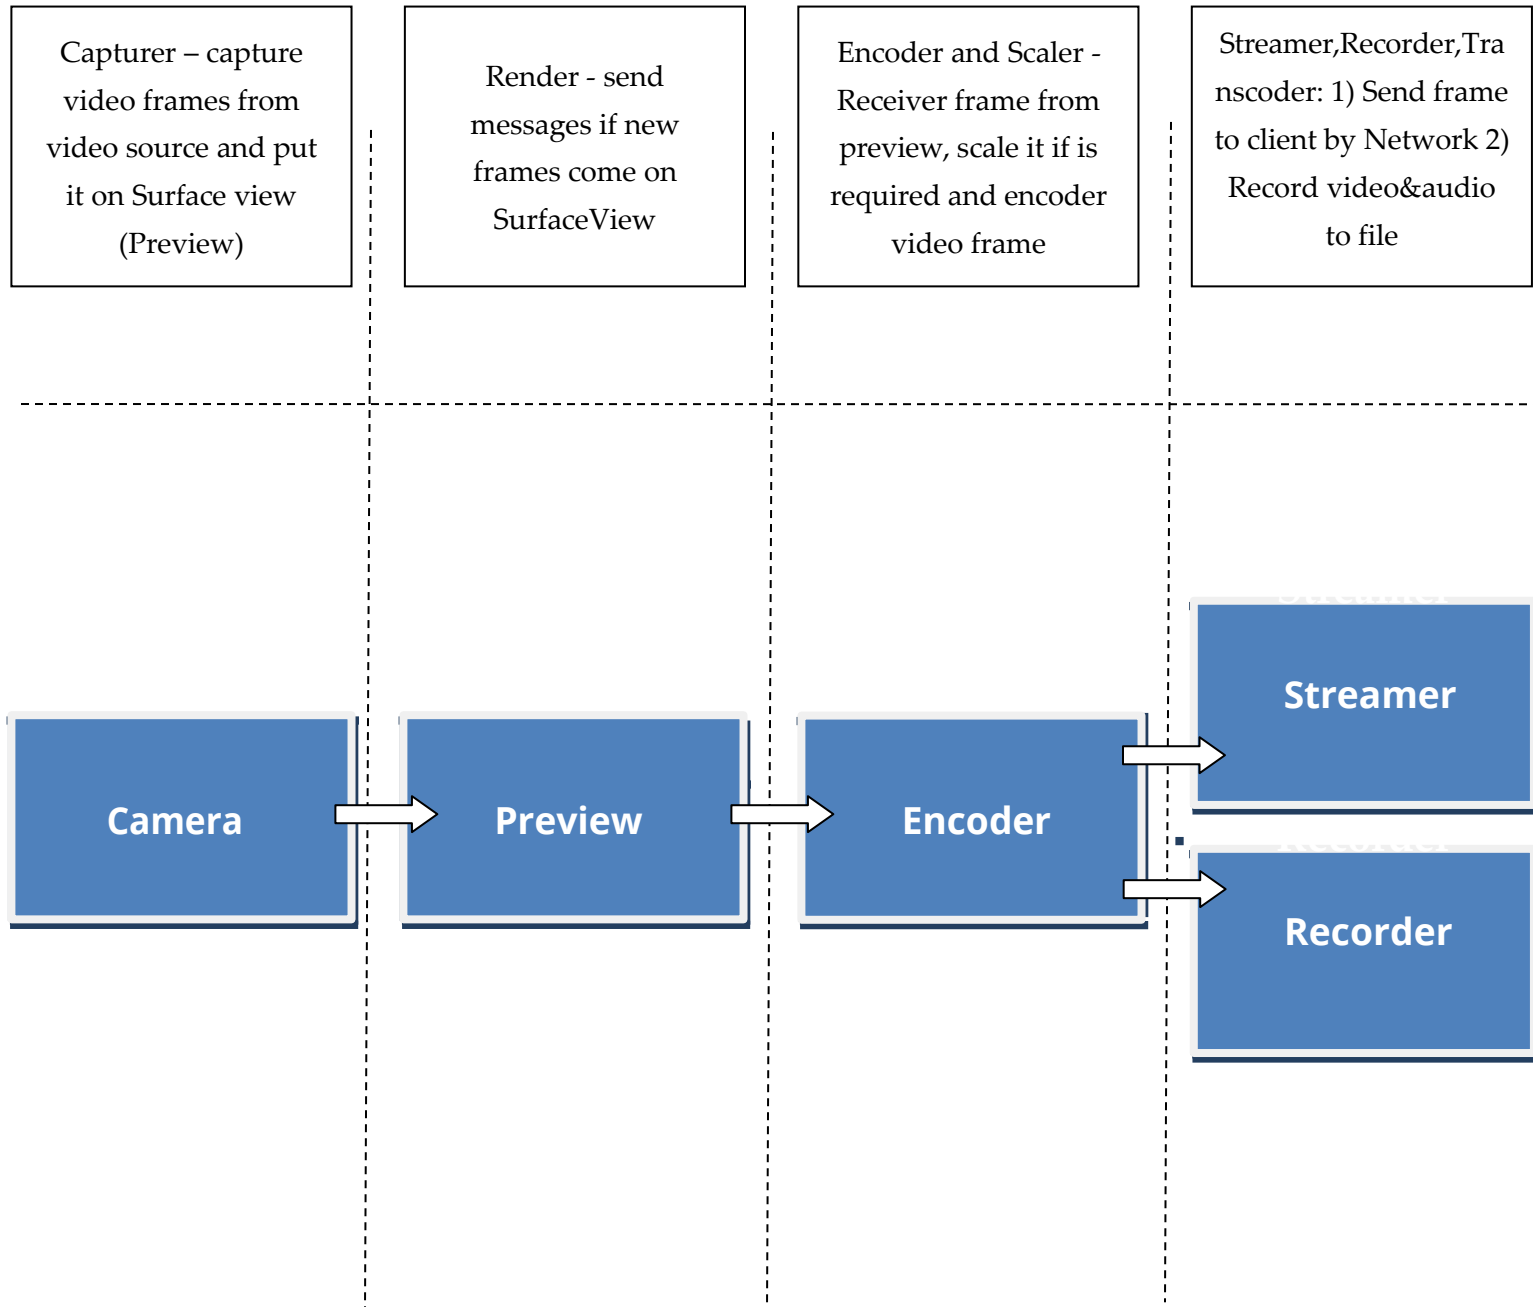 Capturer – capture
video frames from
video source and put
it on Surface view
(Preview)
Render - send
messages if new
frames come on
SurfaceView
Encoder and Scaler -
Receiver frame from
preview, scale it if is
required and encoder
video frame
Streamer,Recorder,Tra
nscoder: 1) Send frame
to client by Network 2)
Record video&audio
to file
Camera
Preview
Encoder
Streamer
Recorder